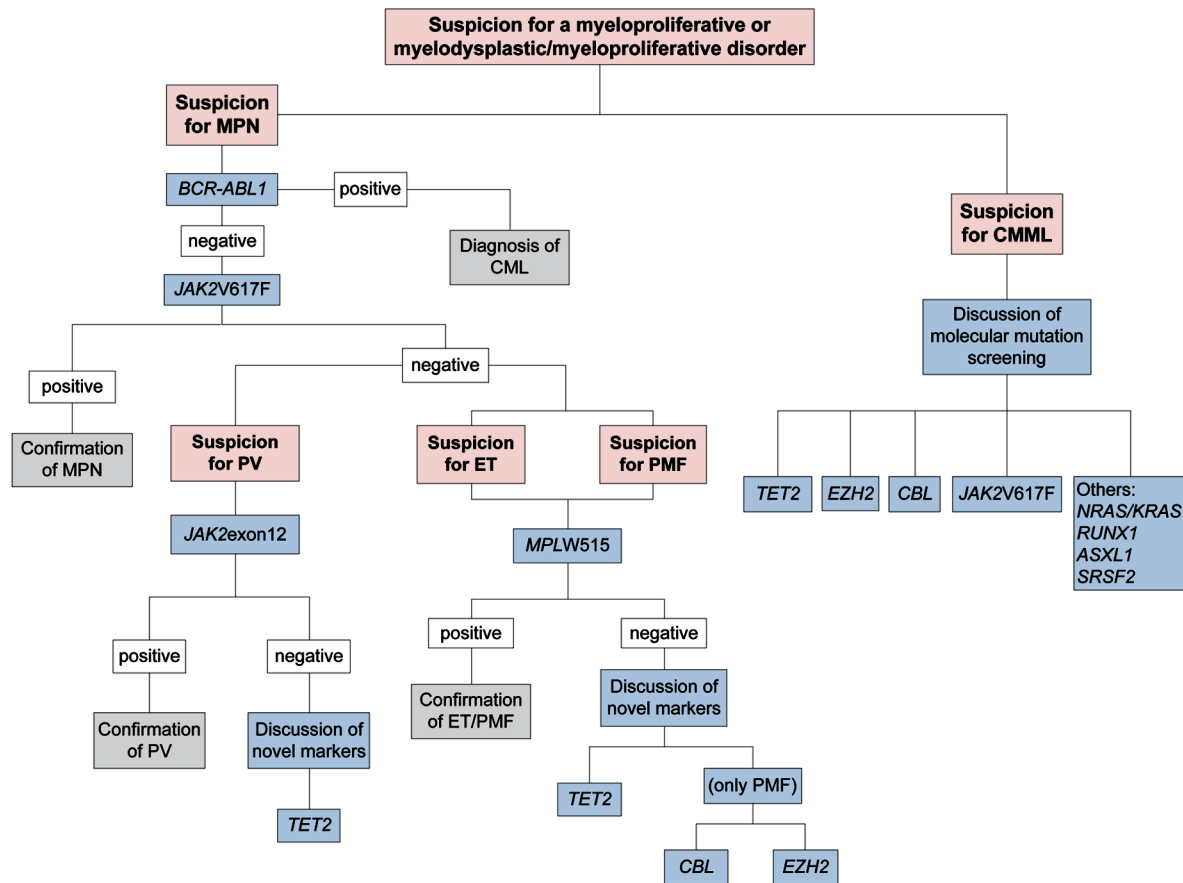 Suspicion for a myeloproliferative or
myelodysplastic/myeloproliferative disorder
Suspicion
for MPN
BCR-ABL1
positive
negative
Diagnosis of
CML
JAK2V617F
positive
Confirmation
of MPN
negative
Suspicion
for PV
JAK2exon12
positive
negative
Confirmation
of PV
Discussion of
novel markers
TET2
Suspicion
for ET
Suspicion
for PMF
MPLW515
positive
negative
Confirmation
of ET/PMF
Discussion of
novel markers
TET2
(only PMF)
CBL
EZH2
Suspicion
for CMML
Discussion of
molecular mutation
screening
TET2
EZH2
CBL
JAK2V617F
Others:
NRAS/KRAS
RUNX1
ASXL1
SRSF2